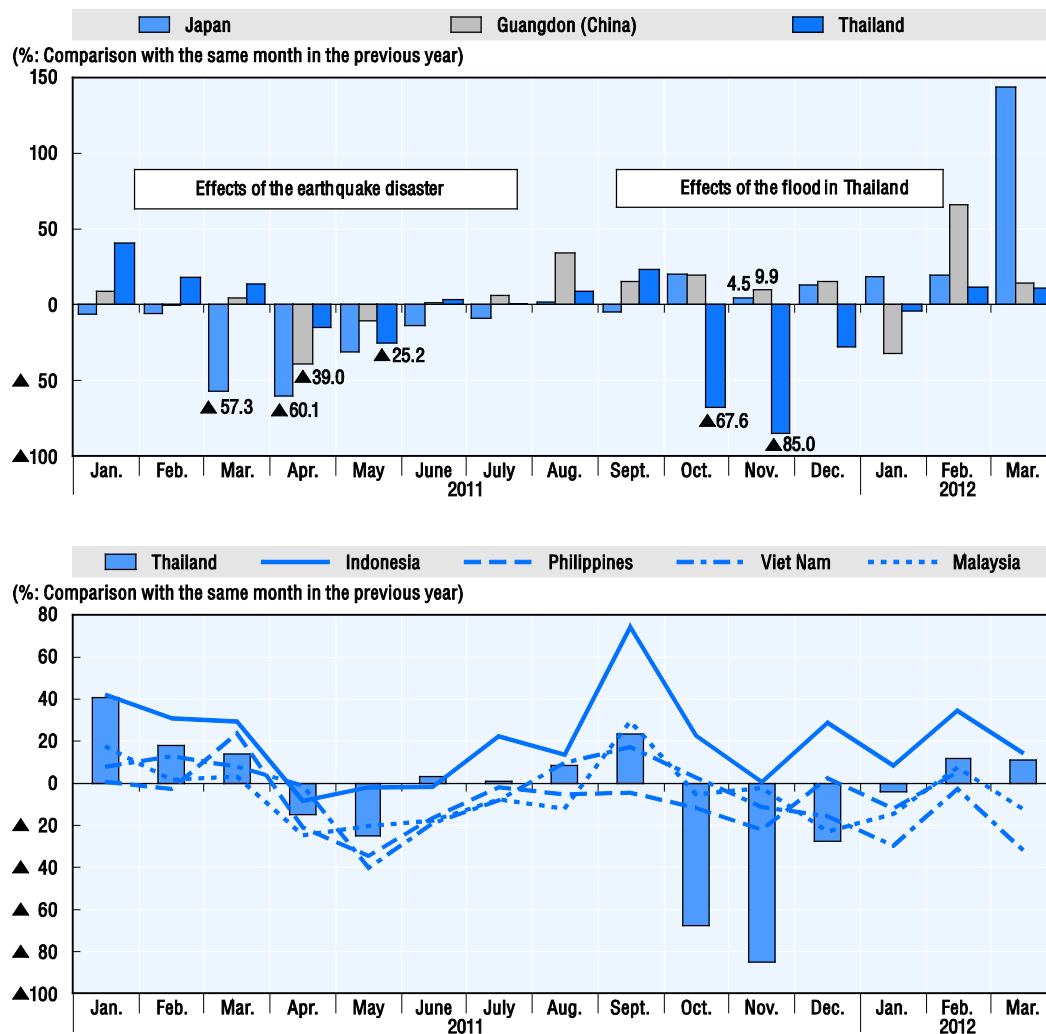 Japan Guangdon (China) Thailand
(%: Comparison with the same month in the previous year)
150
100
Effects of the earthquake disaster Effects of the flood in Thailand
50
4.5 9.9
0
▲25.2
▲50 ▲39.0
▲57.3 ▲60.1 ▲67.6
▲85.0
▲100
Jan. Feb. Mar. Apr. May June July Aug. Sept. Oct. Nov. Dec. Jan. Feb. Mar.
2011 2012
Thailand Indonesia Philippines Viet Nam Malaysia
(%: Comparison with the same month in the previous year)
80
60
40
20
0
▲20
▲40
▲60
▲80
▲100
Jan. Feb. Mar. Apr. May June July Aug. Sept. Oct. Nov. Dec. Jan. Feb. Mar.
2011 2012